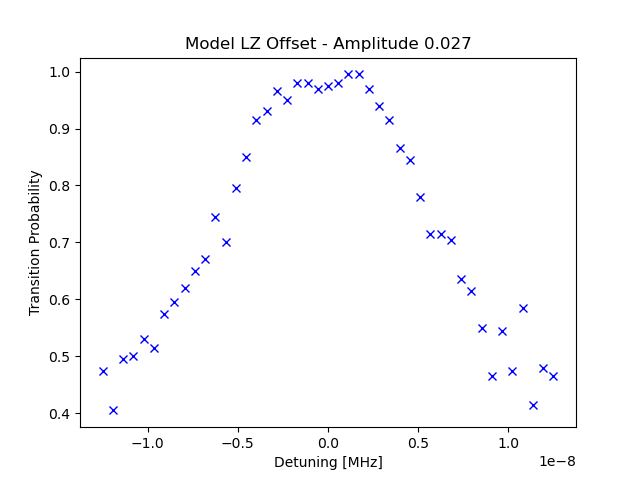 Model LZ Offset - Amplitude 0.027
1.0
0.9
0.8
0.7
0.6
0.5
0.4
Transition Probability
−1.0 −0.5 0.0 0.5 1.0
1e−8
Detuning [MHz]